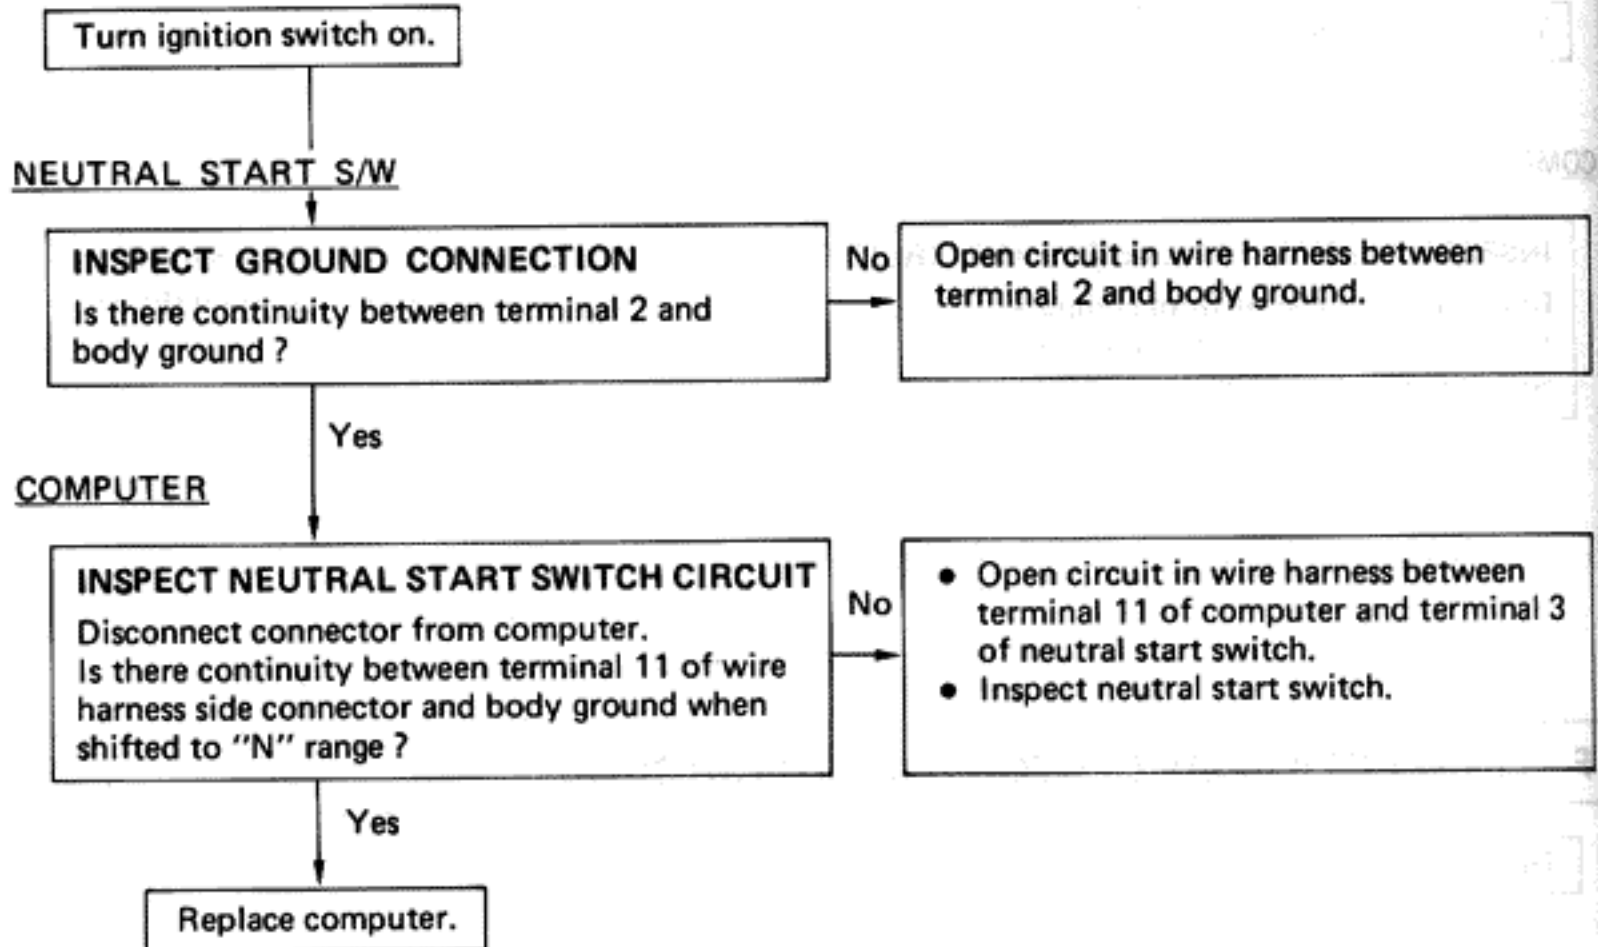 Turn ignition switch on.
NEUTRAL START S/W
INSPECT GROUND CONNECTION
Is there continuity between terminal 2 and
body ground ?
No
Open circuit in wire harness between
terminal 2 and body ground.
Yes
COMPUTER
INSPECT NEUTRAL START SWITCH CIRCUIT
Disconnect connector from computer.
Is there continuity between terminal 11 of wire
harness side connector and body ground when
shifted to "N" range ?
No
● Open circuit in wire harness between
terminal 11 of computer and terminal 3
of neutral start switch.
● Inspect neutral start switch.
Yes
Replace computer.